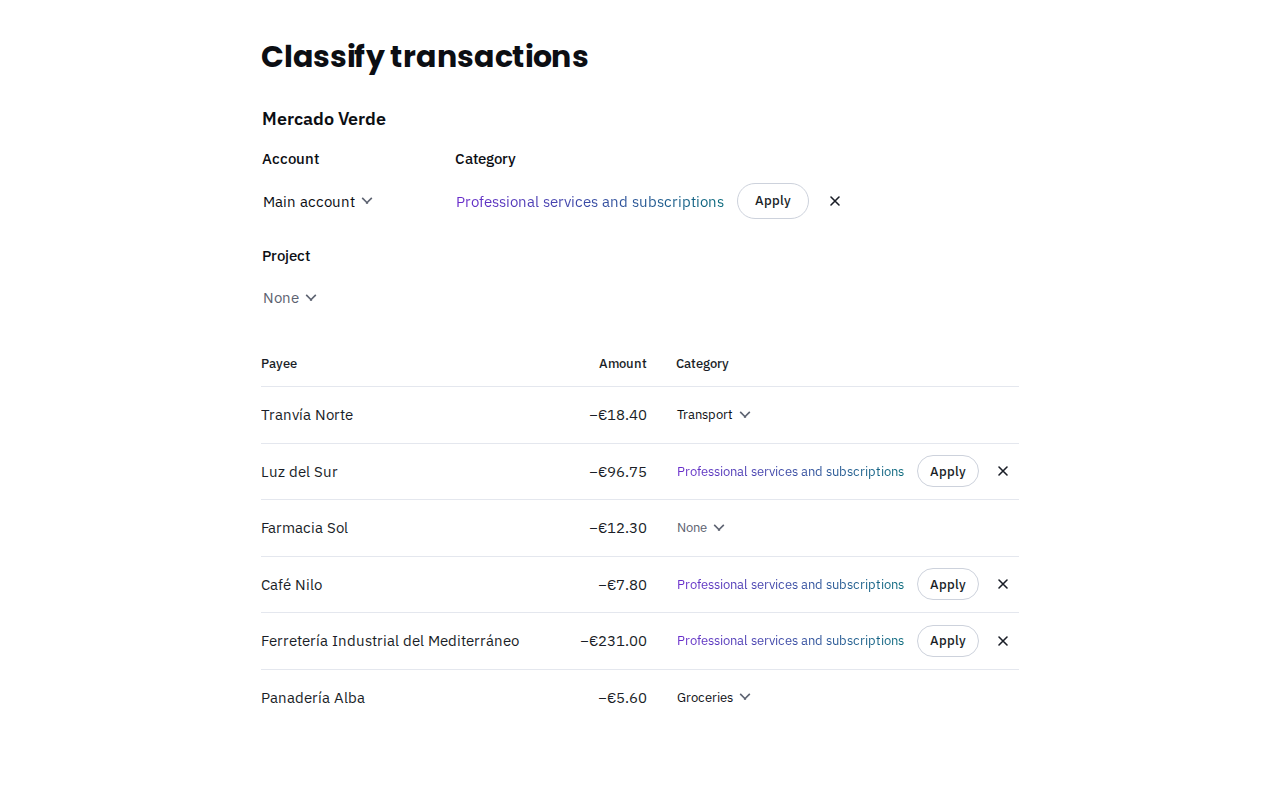 Classify transactions
Mercado Verde
Account Category
Main account Professional services and subscriptions Apply
Project
None
Payee Amount Category
Tranvía Norte −€18.40 Transport
Luz del Sur −€96.75 Professional services and subscriptions Apply
Farmacia Sol −€12.30 None
Café Nilo −€7.80 Professional services and subscriptions Apply
Ferretería Industrial del Mediterráneo −€231.00 Professional services and subscriptions Apply
Panadería Alba −€5.60 Groceries